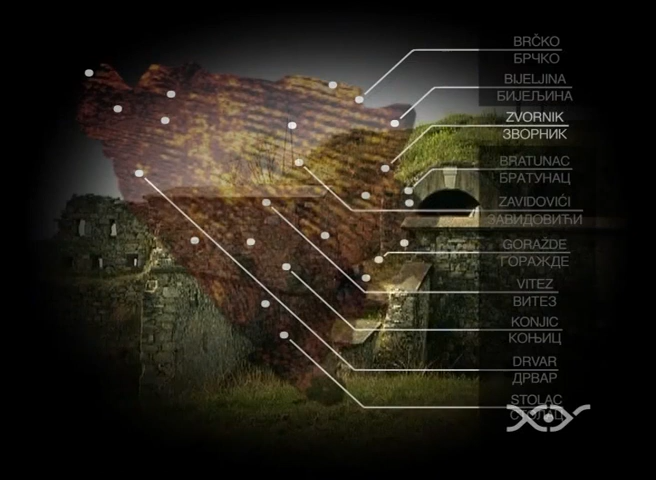 BRČKO
БРЧКО
BIJELJINA
БИЈЕЉИНА
ZVORNIK
ЗВОРНИК
BRATUNAC
БРАТУНАЦ
ZAVIDOVIĆI
ЗАВИДОВИЋИ
GORAŽDE
ГОРАЖДЕ
VITEZ
ВИТЕЗ
KONJIC
КОЊИЦ
DRVAR
ДРВАР
STOLAC